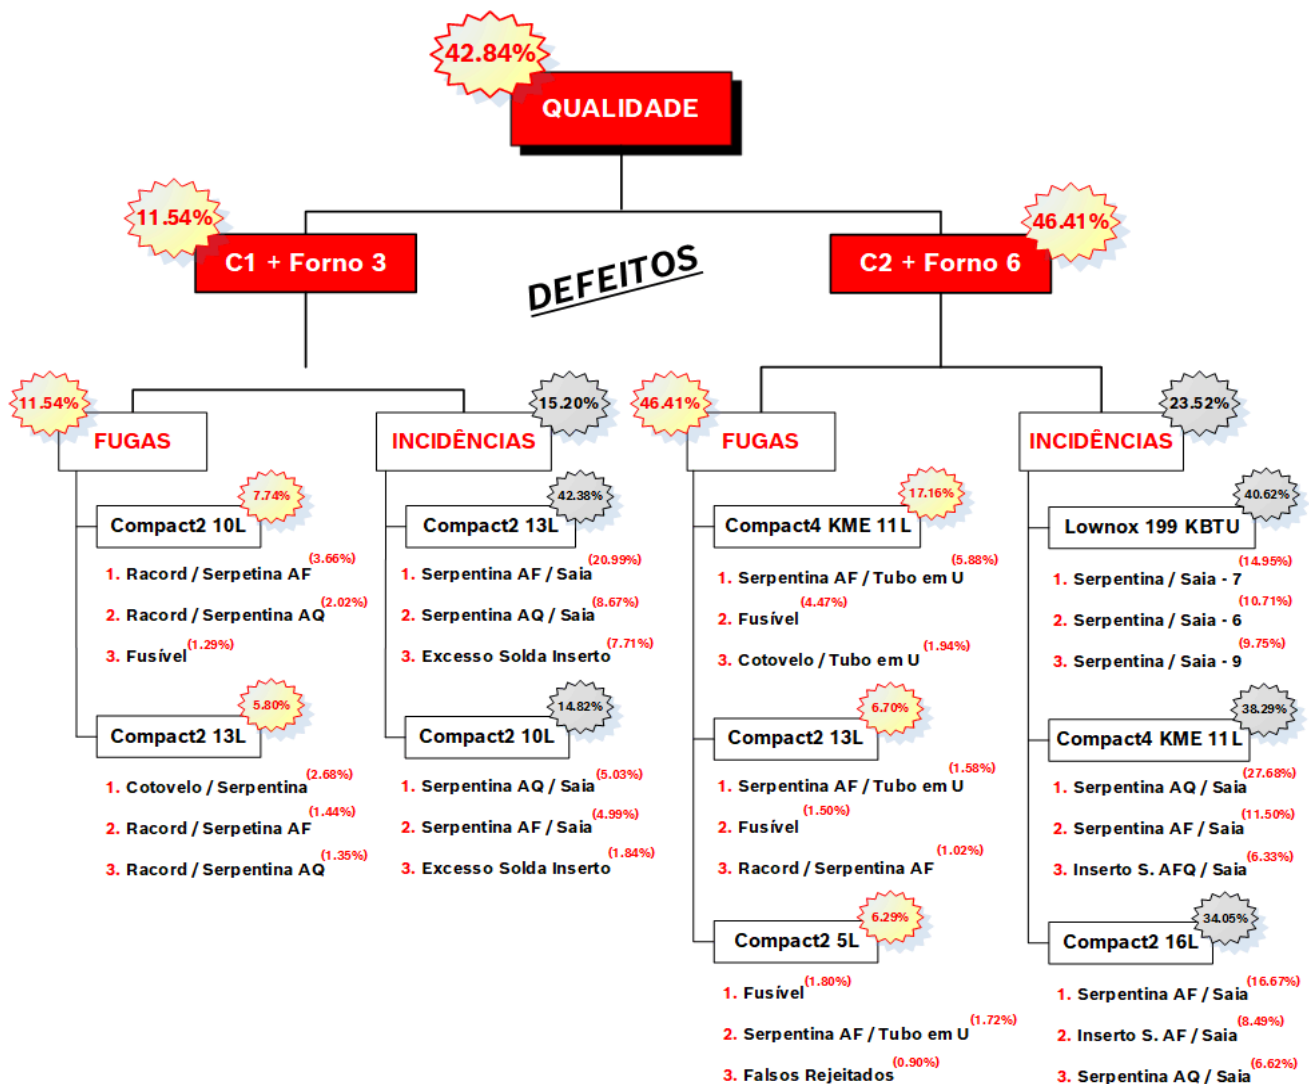 42.84%
QUALIDADE
11.54%
C1 + Forno 3
46.41%
C2 + Forno 6
DEFEITOS
11.54%
FUGAS
7.74%
Compact2 10L
1. Racord / Serpetina AF (3.66%)
2. Racord / Serpentina AQ (2.02%)
3. Fusível (1.29%)
5.80%
Compact2 13L
1. Cotovelo / Serpentina (2.68%)
2. Racord / Serpetina AF (1.44%)
3. Racord / Serpentina AQ (1.35%)
15.20%
INCIDÊNCIAS
42.38%
Compact2 13L
1. Serpentina AF / Saia (20.99%)
2. Serpentina AQ / Saia (8.67%)
3. Excesso Solda Inserto (7.71%)
14.82%
Compact2 10L
1. Serpentina AQ / Saia (5.03%)
2. Serpentina AF / Saia (4.99%)
3. Excesso Solda Inserto (1.84%)
46.41%
FUGAS
17.16%
Compact4 KME 11L
1. Serpentina AF / Tubo em U (5.88%)
2. Fusível (4.47%)
3. Cotovelo / Tubo em U (1.94%)
6.70%
Compact2 13L
1. Serpentina AF / Tubo em U (1.58%)
2. Fusível (1.50%)
3. Racord / Serpentina AF (1.02%)
6.29%
Compact2 5L
1. Fusível (1.80%)
2. Serpentina AF / Tubo em U (1.72%)
3. Falsos Rejeitados (0.90%)
23.52%
INCIDÊNCIAS
40.62%
Lownox 199 KBTU
1. Serpentina / Saia - 7 (14.95%)
2. Serpentina / Saia - 6 (10.71%)
3. Serpentina / Saia - 9 (9.75%)
38.29%
Compact4 KME 11L
1. Serpentina AQ / Saia (27.68%)
2. Serpentina AF / Saia (11.50%)
3. Inserto S. AFQ / Saia (6.33%)
34.05%
Compact2 16L
1. Serpentina AF / Saia (16.67%)
2. Inserto S. AF / Saia (8.49%)
3. Serpentina AQ / Saia (6.62%)